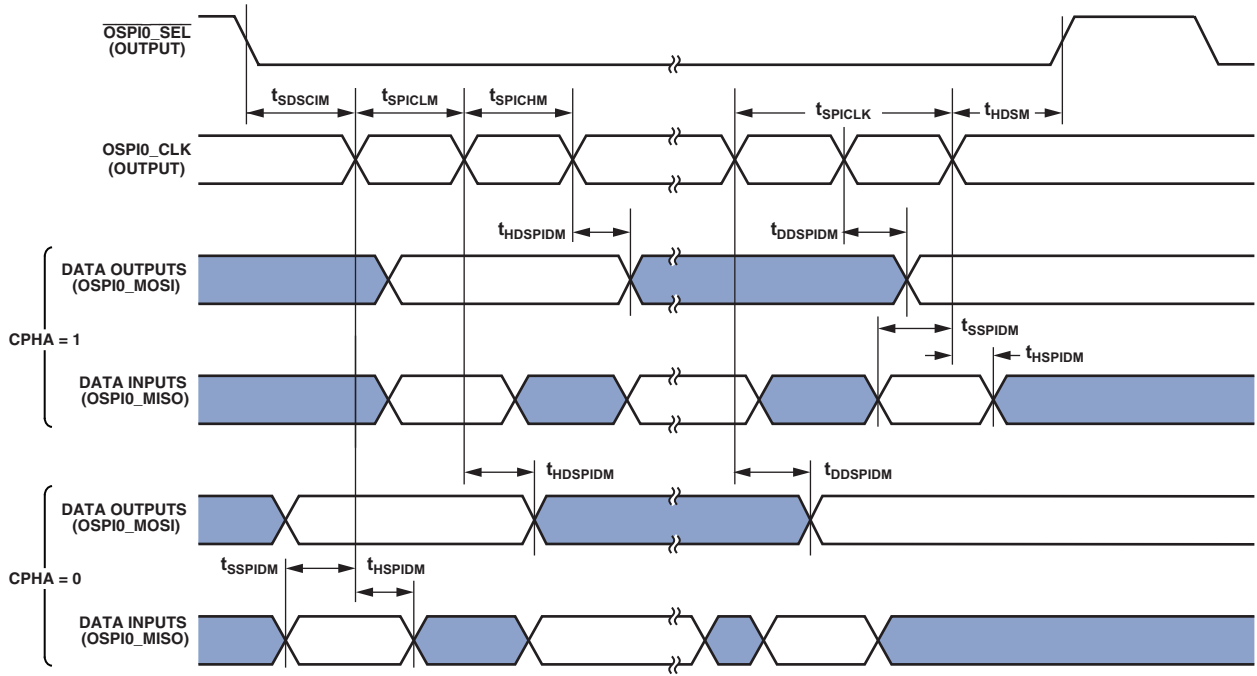 OSPI0_SEL
(OUTPUT)
tSDSCIM
tSPICLM
tSPICHM
tSPICLK
tHDSM
OSPI0_CLK
(OUTPUT)
tHDSPIDM
tDDSPIDM
DATA OUTPUTS
(OSPI0_MOSI)
CPHA = 1
tSSPIDM
tHSPIDM
DATA INPUTS
(OSPI0_MISO)
tHDSPIDM
tDDSPIDM
DATA OUTPUTS
(OSPI0_MOSI)
CPHA = 0
tSSPIDM
tHSPIDM
DATA INPUTS
(OSPI0_MISO)